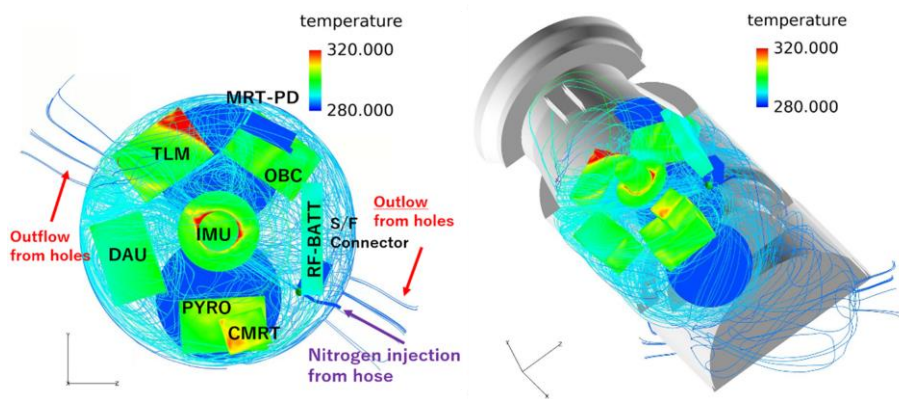 temperature
320.000
280.000
MRT-PD
TLM
OBC
Outflow
from holes
DAU
IMU
RF-BATT
S/F
Connector
Outlow
from holes
PYRO
CMRT
Nitrogen injection
from hose
z
temperature
320.000
280.000
Y
z
x